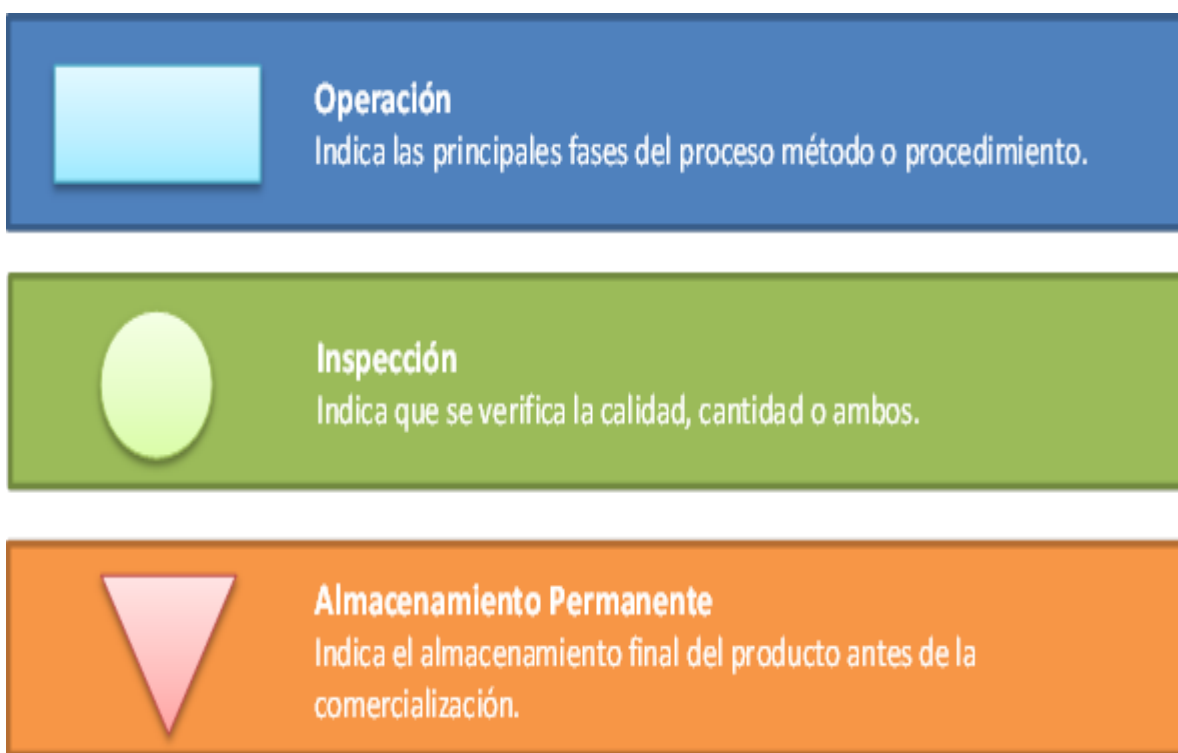 Operación
Indica las principales fases del proceso método o procedimiento.
Inspección
Indica que se verifica la calidad, cantidad o ambos.
Almacenamiento Permanente
Indica el almacenamiento final del producto antes de la
comercialización.